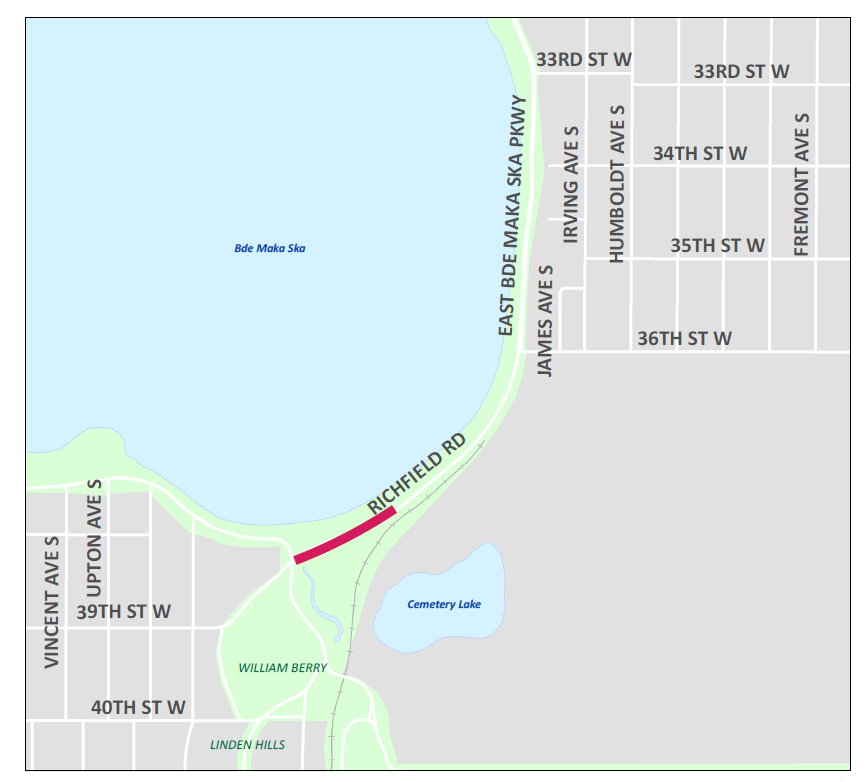 33RD ST W
33RD ST W
EAST BDE MAKA SKA PKWY
IRVING AVE S
HUMBOLDT AVE S
FREMONT AVE S
34TH ST W
Bde Maka Ska
35TH ST W
JAMES AVE S
36TH ST W
RICHFIELD RD
UPTON AVE S
VINCENT AVE S
39TH ST W
Cemetery Lake
WILLIAM BERRY
40TH ST W
LINDEN HILLS